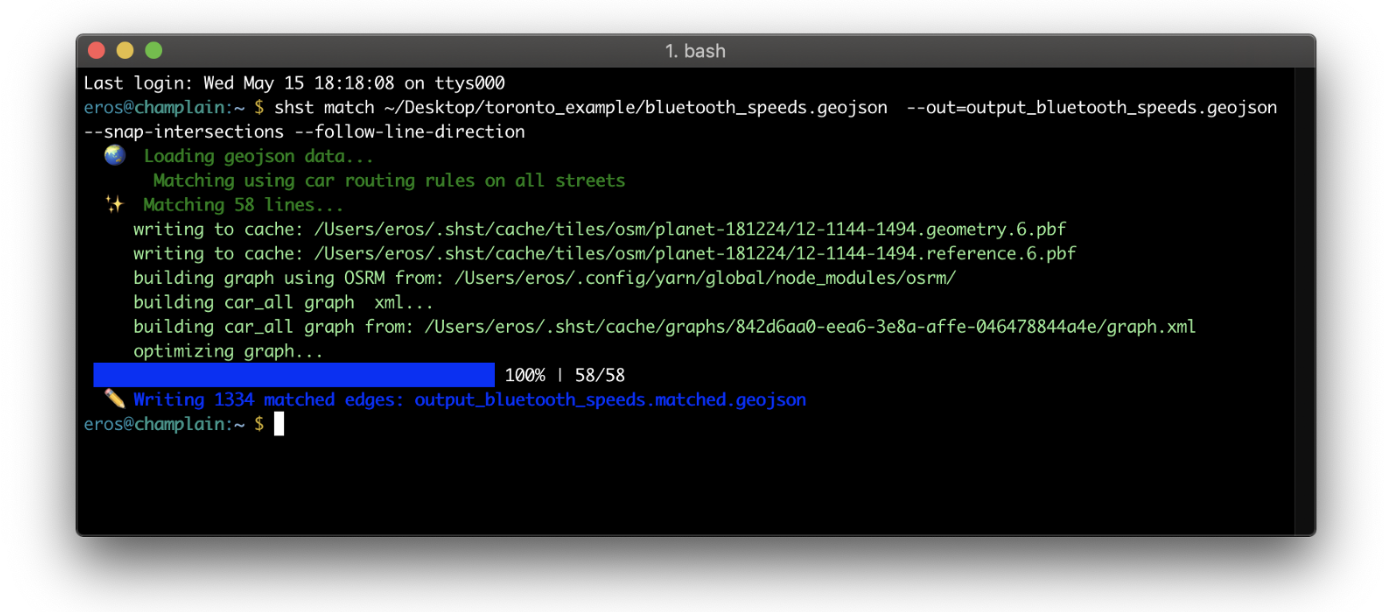 1. bash
Last login: Wed May 15 18:18:08 on ttys000
eros@champlain:~ $ shst match ~/Desktop/toronto_example/bluetooth_speeds.geojson  --out=output_bluetooth_speeds.geojson
--snap-intersections --follow-line-direction
🌏  Loading geojson data...
Matching using car routing rules on all streets
✨  Matching 58 lines...
writing to cache: /Users/eros/.shst/cache/tiles/osm/planet-181224/12-1144-1494.geometry.6.pbf
writing to cache: /Users/eros/.shst/cache/tiles/osm/planet-181224/12-1144-1494.reference.6.pbf
building graph using OSRM from: /Users/eros/.config/yarn/global/node_modules/osrm/
building car_all graph  xml...
building car_all graph from: /Users/eros/.shst/cache/graphs/842d6aa0-eea6-3e8a-affe-046478844a4e/graph.xml
optimizing graph...
100% | 58/58
✏️ Writing 1334 matched edges: output_bluetooth_speeds.matched.geojson
eros@champlain:~ $